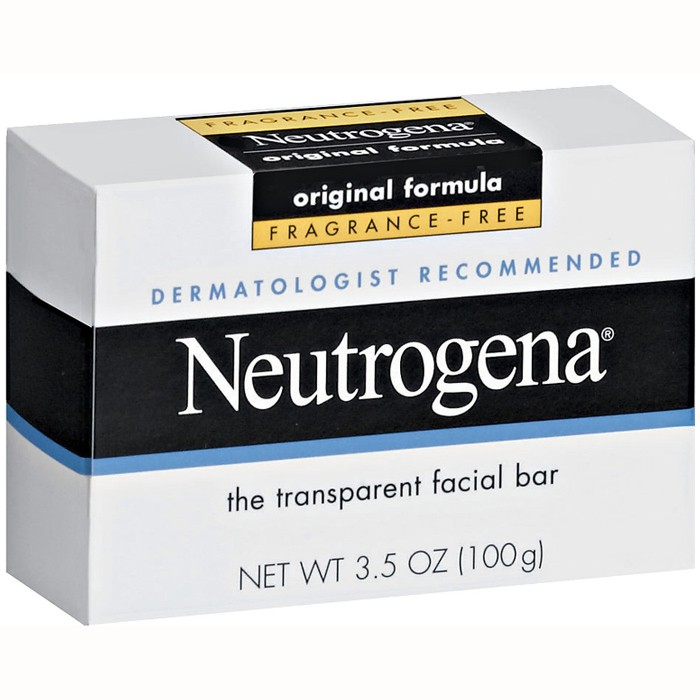 FRAGRANCE-FREE
Neutrogena®
original formula
original formula
FRAGRANCE-FREE
DERMATOLOGIST RECOMMENDED
Neutrogena®
the transparent facial bar
NET WT 3.5 OZ (100g)